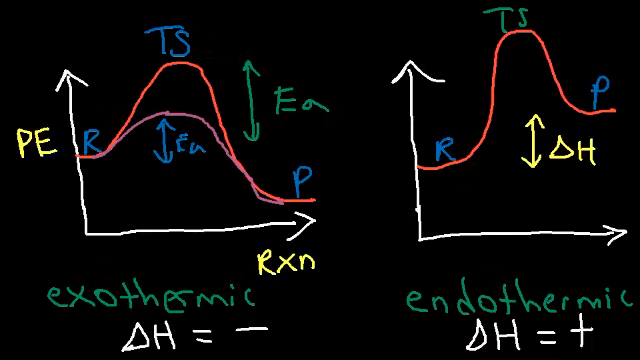 TS
Ea
PE
R
Ea
P
Rxn
exothermic
ΔH = −
TS
P
R
ΔH
endothermic
ΔH = +